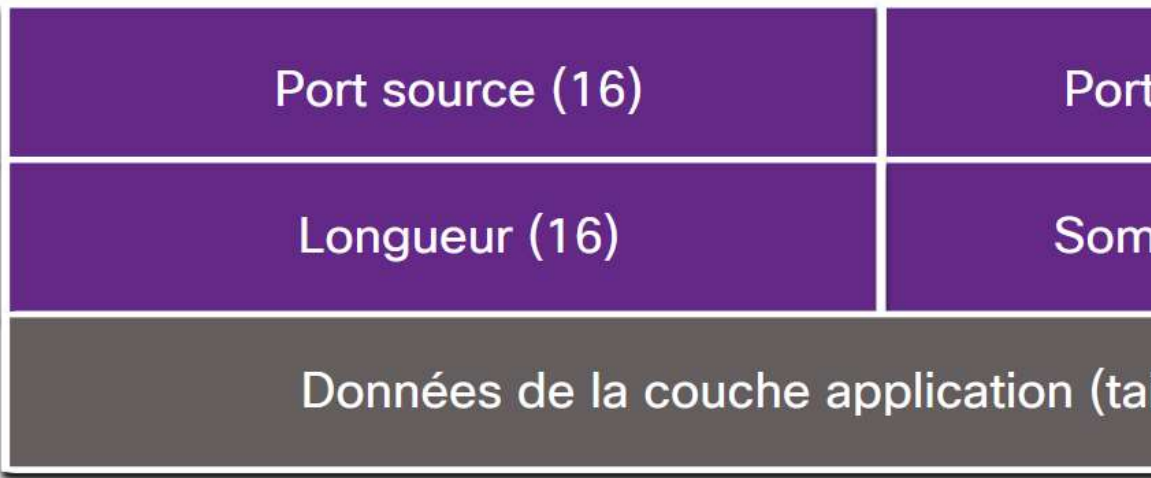 Port source (16) Port
Longueur (16) Som
Données de la couche application (ta